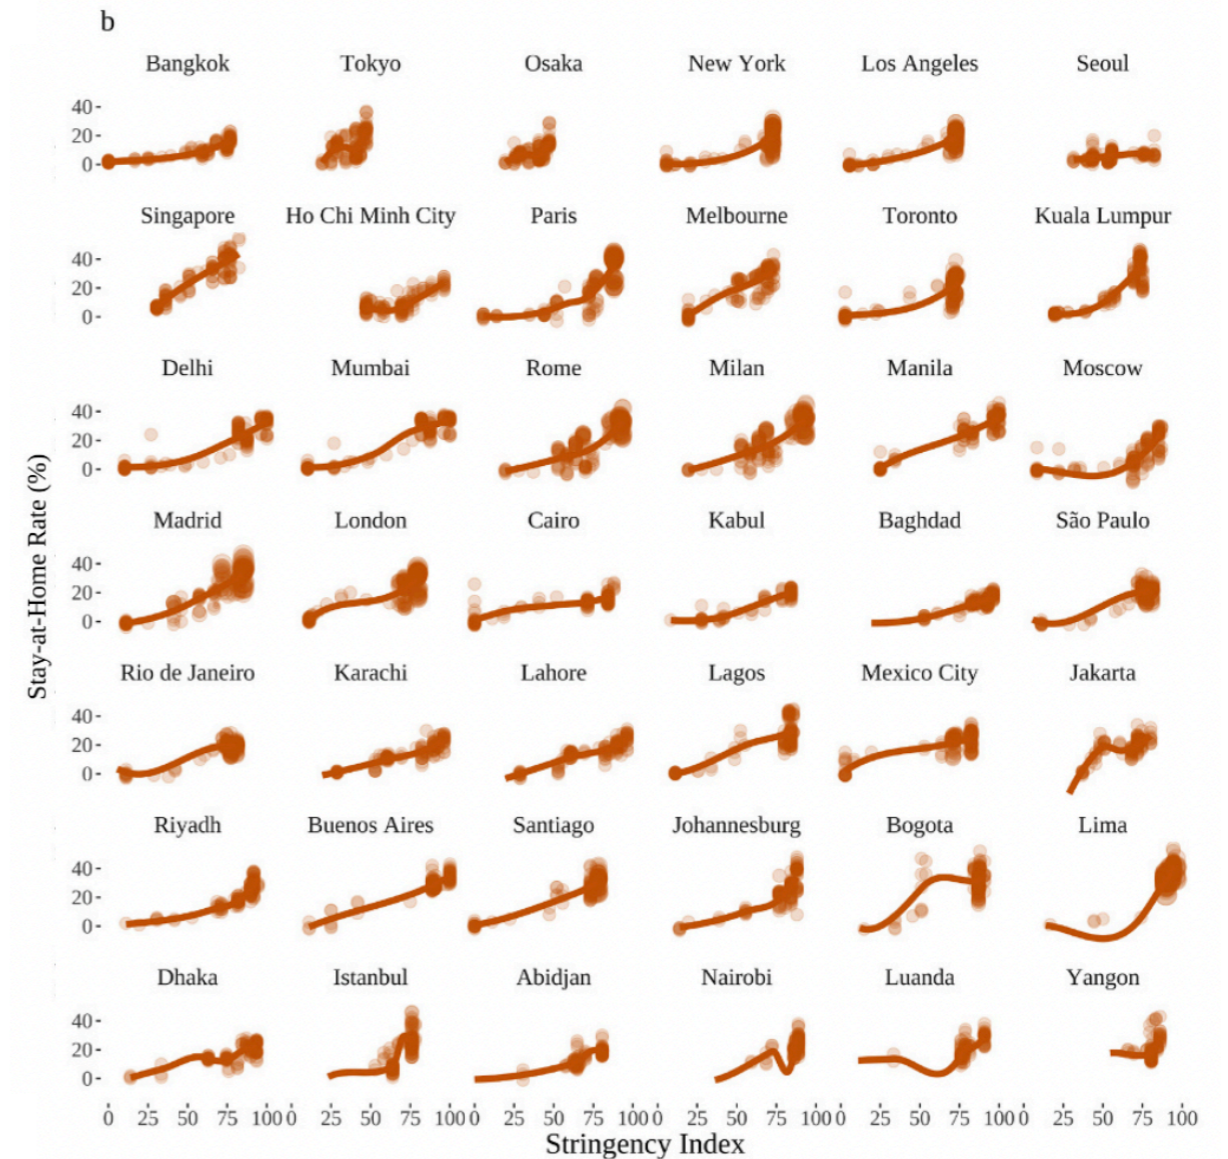 b
Bangkok Tokyo Osaka New York Los Angeles Seoul
40
20
0
Singapore Ho Chi Minh City Paris Melbourne Toronto Kuala Lumpur
40
20
0
Delhi Mumbai Rome Milan Manila Moscow
40
20
0
Madrid London Cairo Kabul Baghdad São Paulo
40
20
0
Rio de Janeiro Karachi Lahore Lagos Mexico City Jakarta
40
20
0
Riyadh Buenos Aires Santiago Johannesburg Bogota Lima
40
20
0
Dhaka Istanbul Abidjan Nairobi Luanda Yangon
40
20
0
0 25 50 75 100 0 25 50 75 100 0 25 50 75 100 0 25 50 75 100 0 25 50 75 100 0 25 50 75 100
Stringency Index
Stay-at-Home Rate (%)